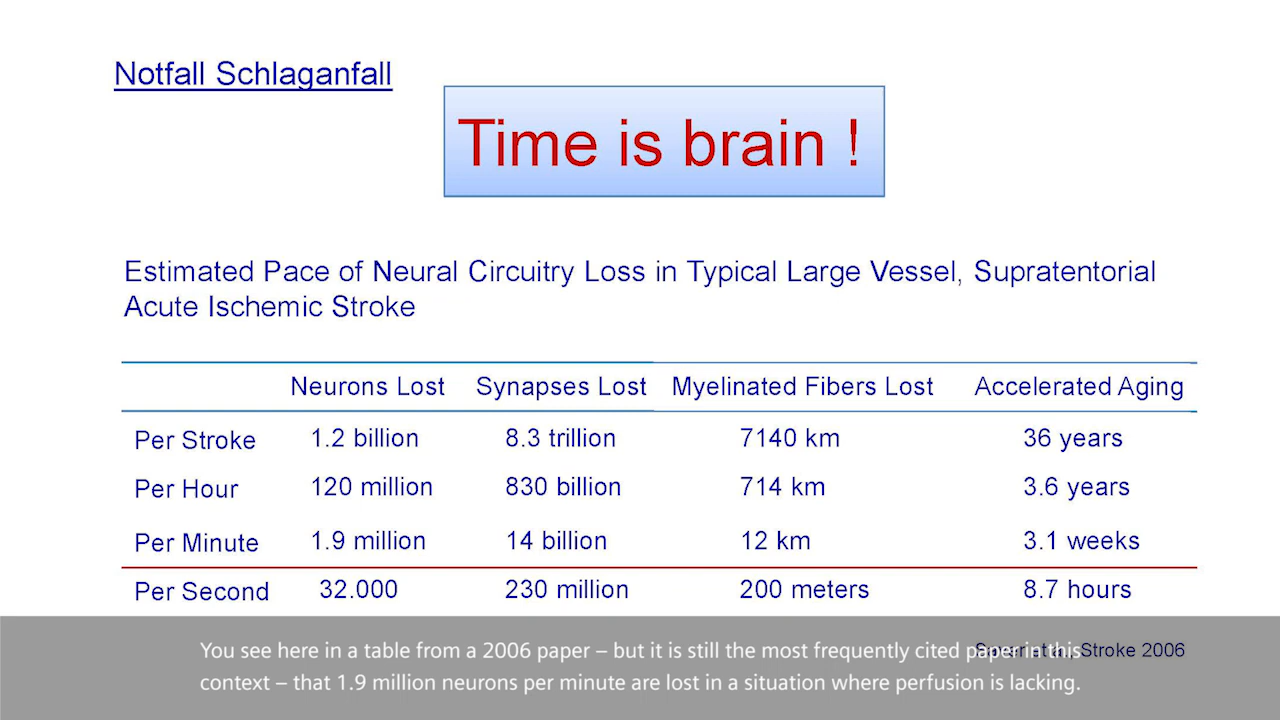 Notfall Schlaganfall
Time is brain !
Estimated Pace of Neural Circuitry Loss in Typical Large Vessel, Supratentorial
Acute Ischemic Stroke
Neurons Lost Synapses Lost Myelinated Fibers Lost Accelerated Aging
Per Stroke 1.2 billion 8.3 trillion 7140 km 36 years
Per Hour 120 million 830 billion 714 km 3.6 years
Per Minute 1.9 million 14 billion 12 km 3.1 weeks
Per Second 32.000 230 million 200 meters 8.7 hours
Stroke 2006
You see here in a table from a 2006 paper – but it is still the most frequently cited paper in this
context – that 1.9 million neurons per minute are lost in a situation where perfusion is lacking.